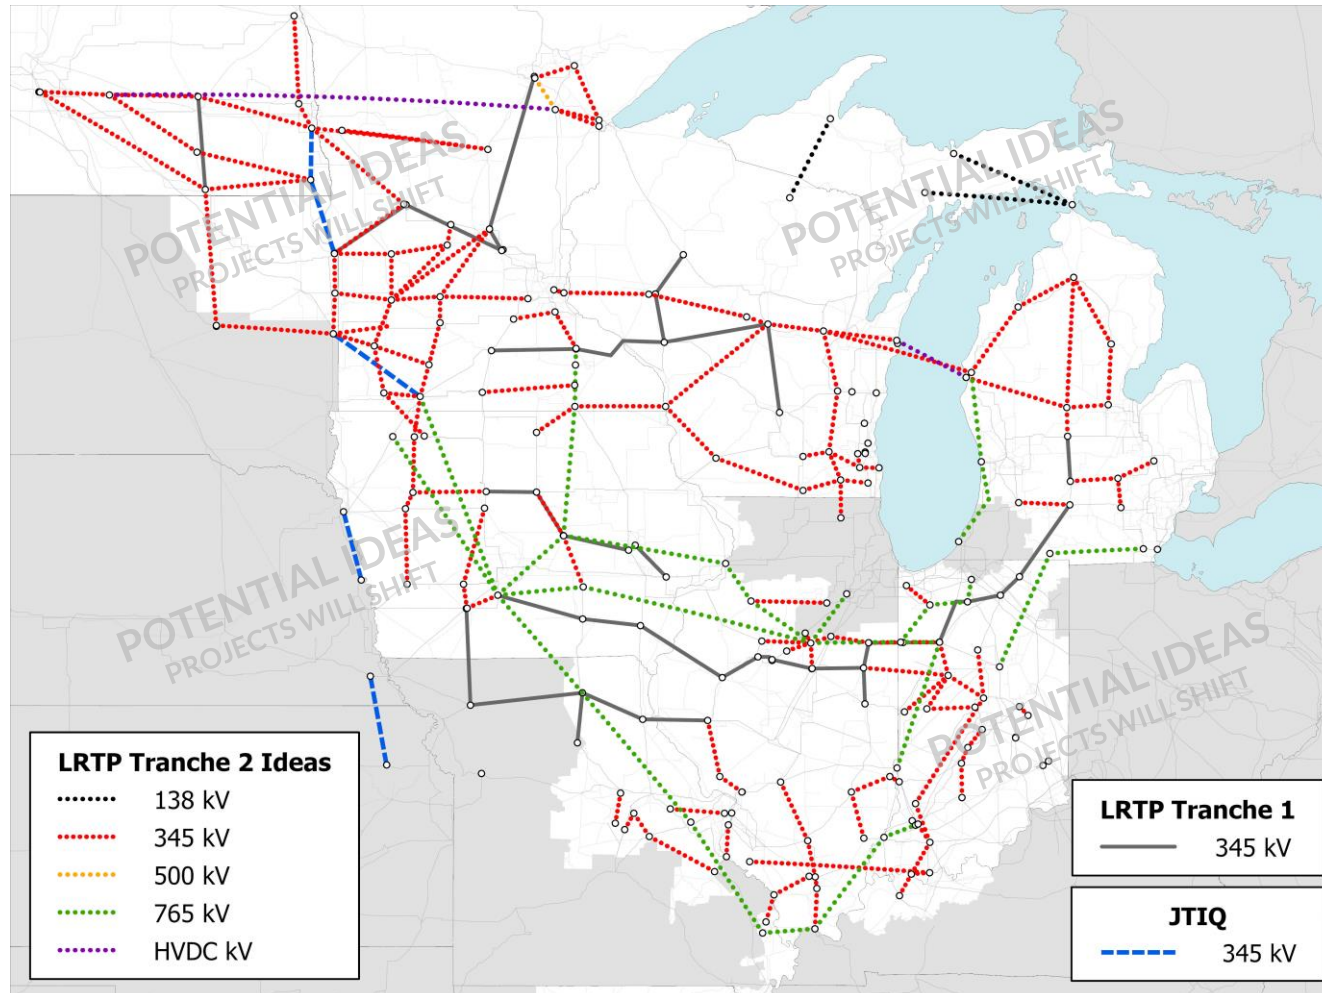 POTENTIAL IDEAS
PROJECTS WILL SHIFT
POTENTIAL IDEAS
PROJECTS WILL SHIFT
POTENTIAL IDEAS
PROJECTS WILL SHIFT
POTENTIAL IDEAS
PROJECTS WILL SHIFT
LRTP Tranche 2 Ideas
138 kV
345 kV
500 kV
765 kV
HVDC kV
LRTP Tranche 1
345 kV
JTIQ
345 kV